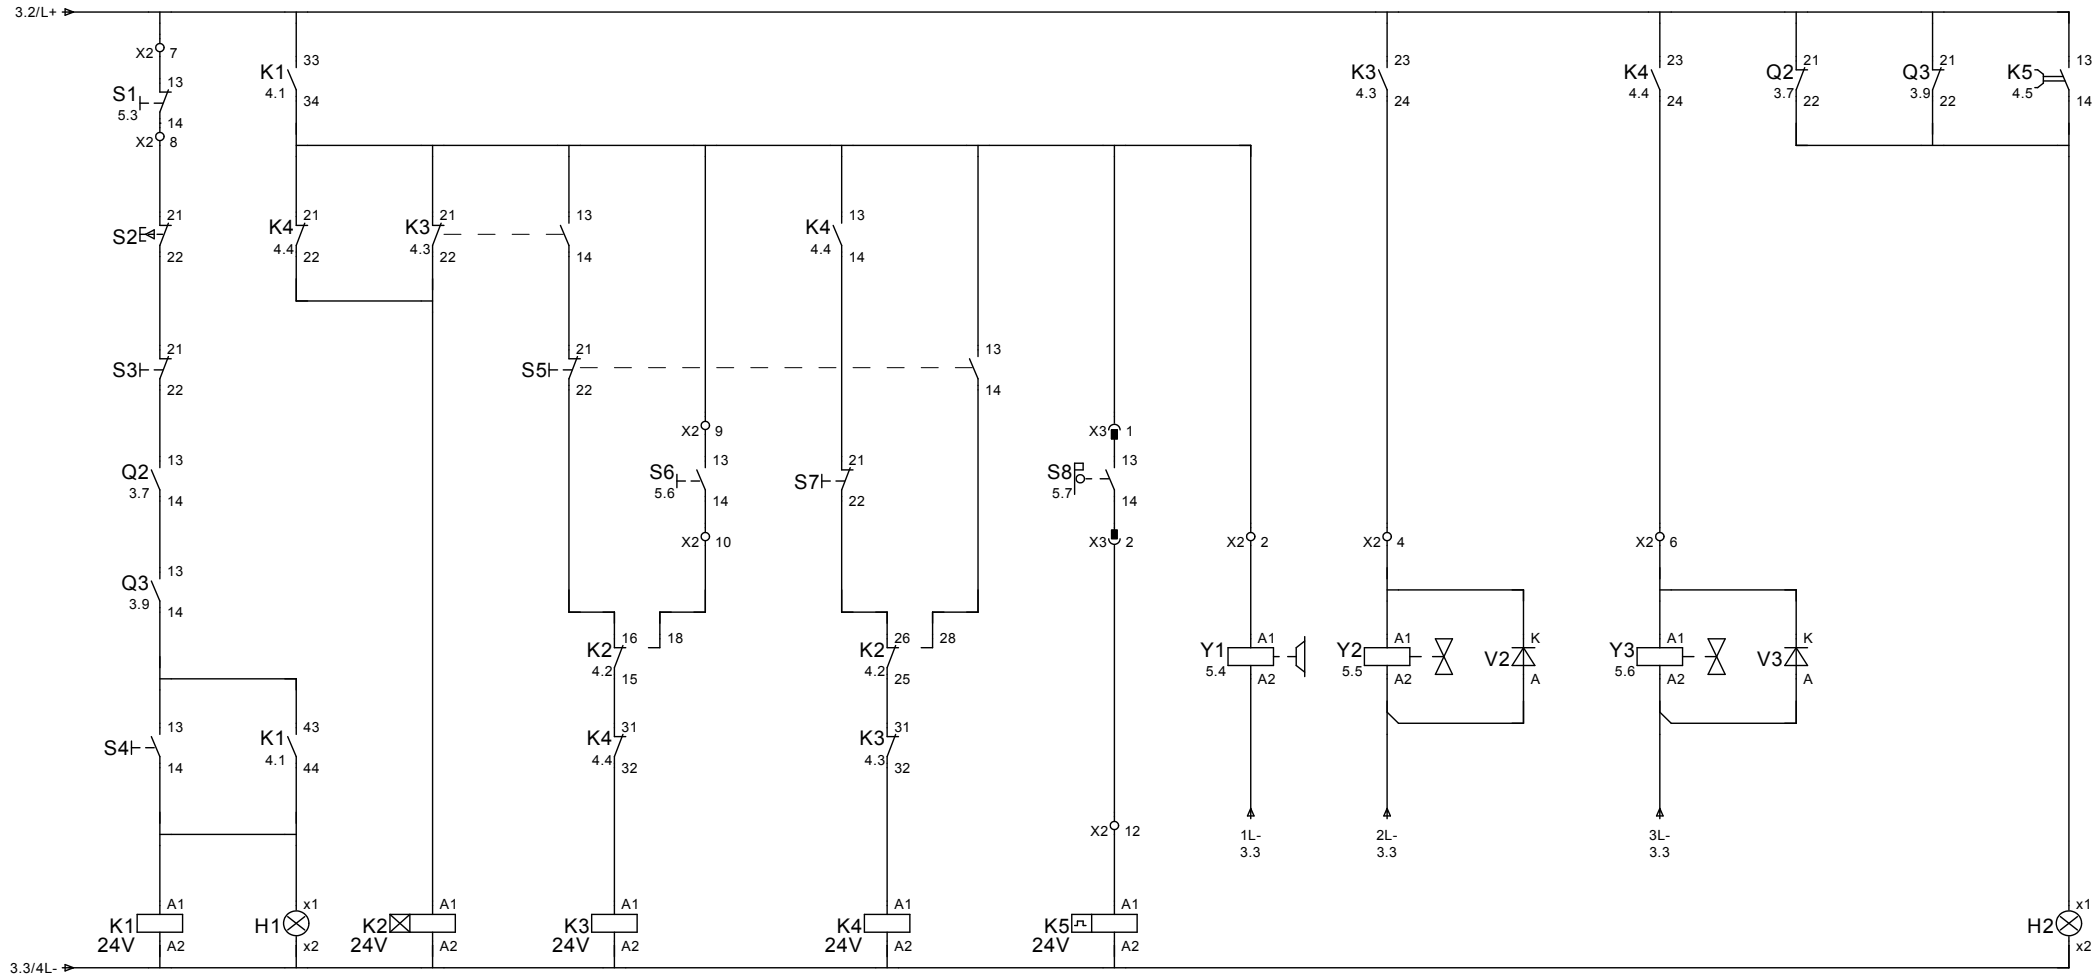 3.2/L+
X2 7
S1 13
5.3 14
X2 8
K1 33
4.1 34
K3 23
4.3 24
K4 23
4.4 24
Q2 21
3.7 22
Q3 21
3.9 22
K5 13
4.5 14
S2 21
22
K4 21
4.4 22
K3 21
4.3 22
13
14
K4 13
4.4 14
S3 21
22
S5 21
22
13
14
X2 9
X3 1
Q2 13
3.7 14
S6 13
5.6 14
S7 21
22
S8 13
5.7 14
X2 10
X3 2
X2 2
X2 4
X2 6
Q3 13
3.9 14
K2 16 18
4.2 15
K2 26 28
4.2 25
Y1 A1
5.4 A2
Y2 A1
5.5 A2
V2 K
A
Y3 A1
5.6 A2
V3 K
A
S4 13
14
K1 43
4.1 44
K4 31
4.4 32
K3 31
4.3 32
X2 12
1L-
3.3
2L-
3.3
3L-
3.3
K1 A1
24V A2
H1 x1
x2
K2 A1
24V A2
K3 A1
24V A2
K4 A1
24V A2
K5 A1
24V A2
H2 x1
x2
3.3/4L-